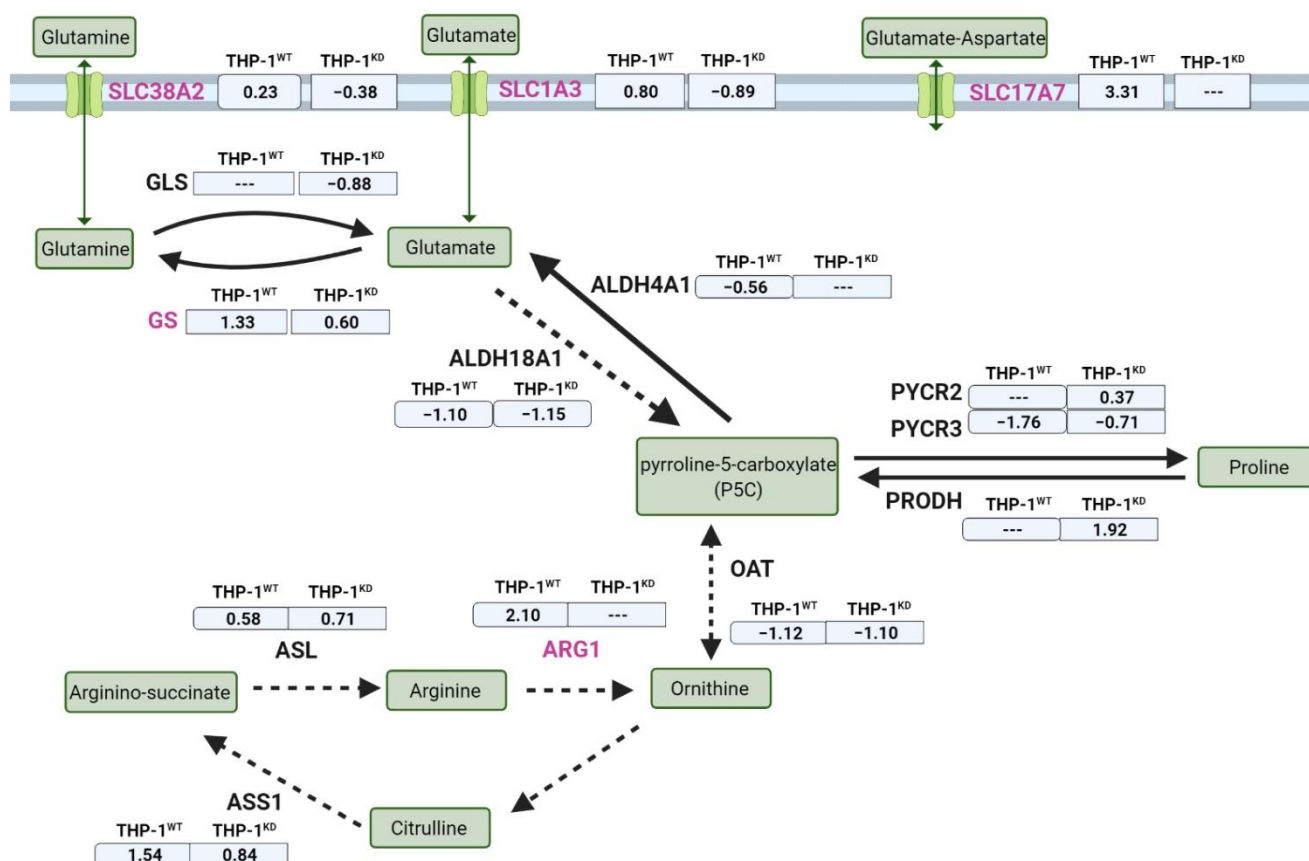 Glutamine
Glutamate
Glutamate-Aspartate
THP-1WT THP-1KD
SLC38A2 0.23 −0.38
THP-1WT THP-1KD
SLC1A3 0.80 −0.89
THP-1WT THP-1KD
SLC17A7 3.31 ---
THP-1WT THP-1KD
GLS --- −0.88
Glutamine
Glutamate
THP-1WT THP-1KD
GS 1.33 0.60
THP-1WT THP-1KD
ALDH4A1 −0.56 ---
ALDH18A1
THP-1WT THP-1KD
−1.10 −1.15
THP-1WT THP-1KD
PYCR2 --- 0.37
PYCR3 −1.76 −0.71
pyrroline-5-carboxylate
(P5C)
Proline
PRODH THP-1WT THP-1KD
--- 1.92
OAT
THP-1WT THP-1KD
−1.12 −1.10
THP-1WT THP-1KD
0.58 0.71
ASL
THP-1WT THP-1KD
2.10 ---
ARG1
Arginino-succinate
Arginine
Ornithine
ASS1
Citrulline
THP-1WT THP-1KD
1.54 0.84